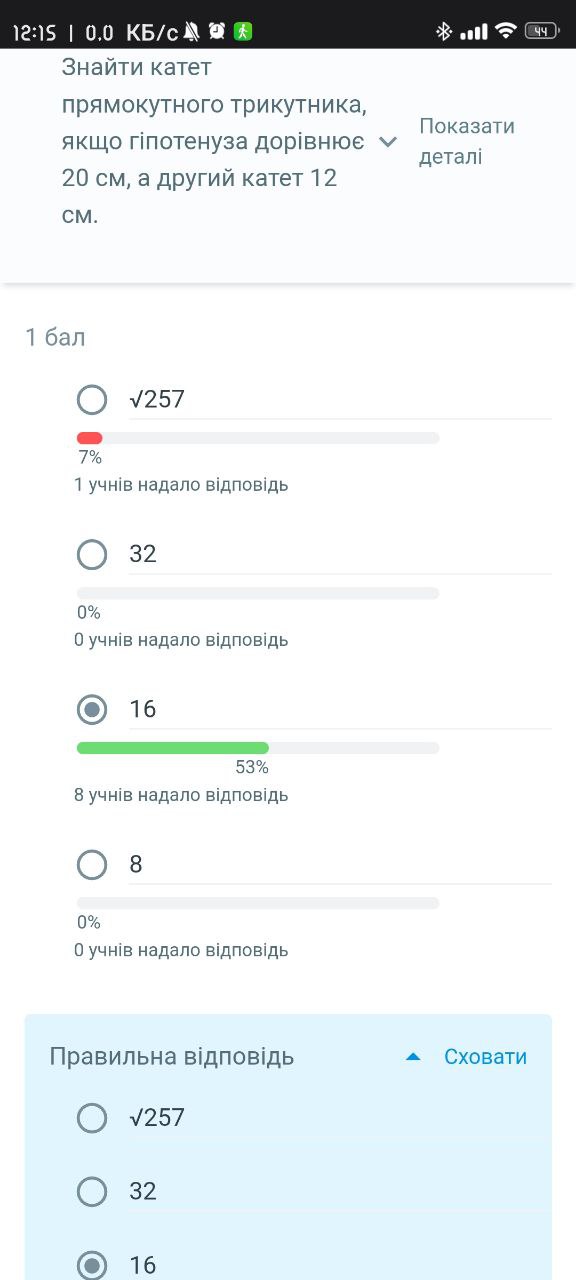 12:15 | 0,0 КБ/с
44
Знайти катет
прямокутного трикутника,
якщо гіпотенуза дорівнює
20 см, а другий катет 12
см.
Показати
деталі
1 бал
√257
7%
1 учнів надало відповідь
32
0%
0 учнів надало відповідь
16
53%
8 учнів надало відповідь
8
0%
0 учнів надало відповідь
Правильна відповідь
Сховати
√257
32
16